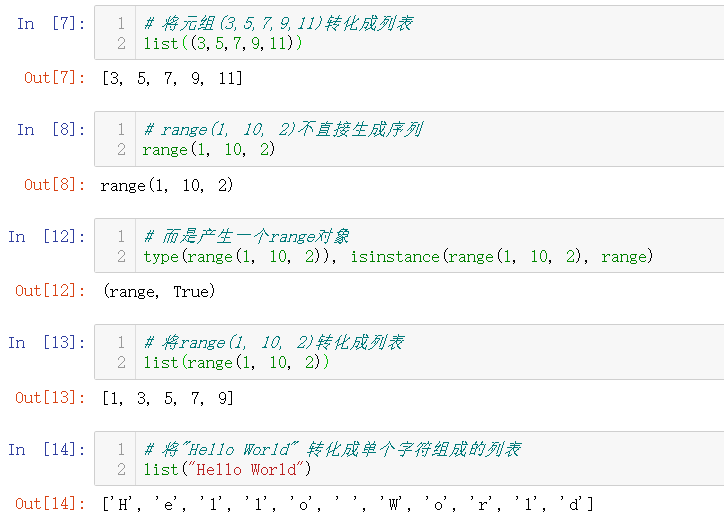 In [7]: 1 # 将元组(3,5,7,9,11)转化成列表
2 list((3,5,7,9,11))
Out[7]: [3, 5, 7, 9, 11]
In [8]: 1 # range(1, 10, 2)不直接生成序列
2 range(1, 10, 2)
Out[8]: range(1, 10, 2)
In [12]: 1 # 而是产生一个range对象
2 type(range(1, 10, 2)), isinstance(range(1, 10, 2), range)
Out[12]: (range, True)
In [13]: 1 # 将range(1, 10, 2)转化成列表
2 list(range(1, 10, 2))
Out[13]: [1, 3, 5, 7, 9]
In [14]: 1 # 将"Hello World" 转化成单个字符组成的列表
2 list("Hello World")
Out[14]: ['H', 'e', 'l', 'l', 'o', ' ', 'W', 'o', 'r', 'l', 'd']